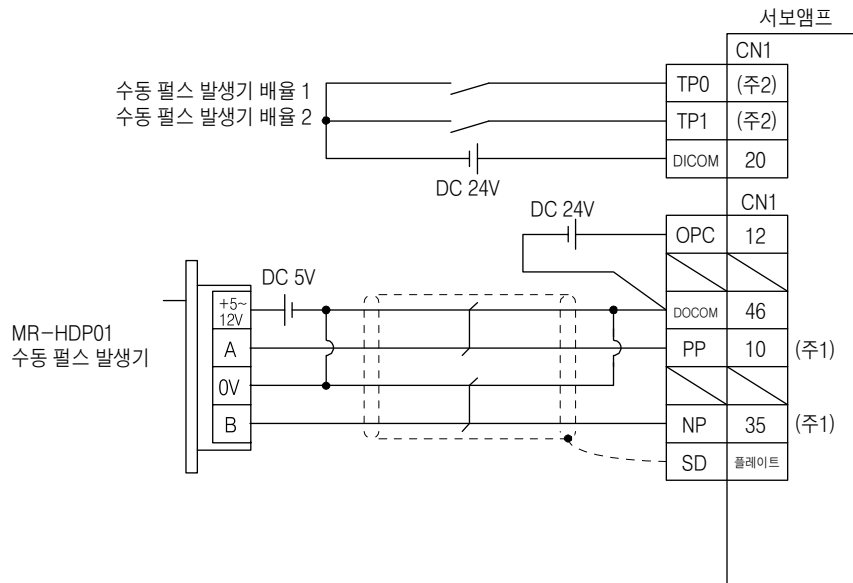 서보앰프
CN1
수동 펄스 발생기 배율 1
TP0 (주2)
수동 펄스 발생기 배율 2
TP1 (주2)
DICOM 20
DC 24V
CN1
DC 24V
OPC 12
DC 5V
+5~
12V
DOCOM 46
MR-HDP01
수동 펄스 발생기
A
PP 10 (주1)
0V
B
NP 35 (주1)
SD 플레이트